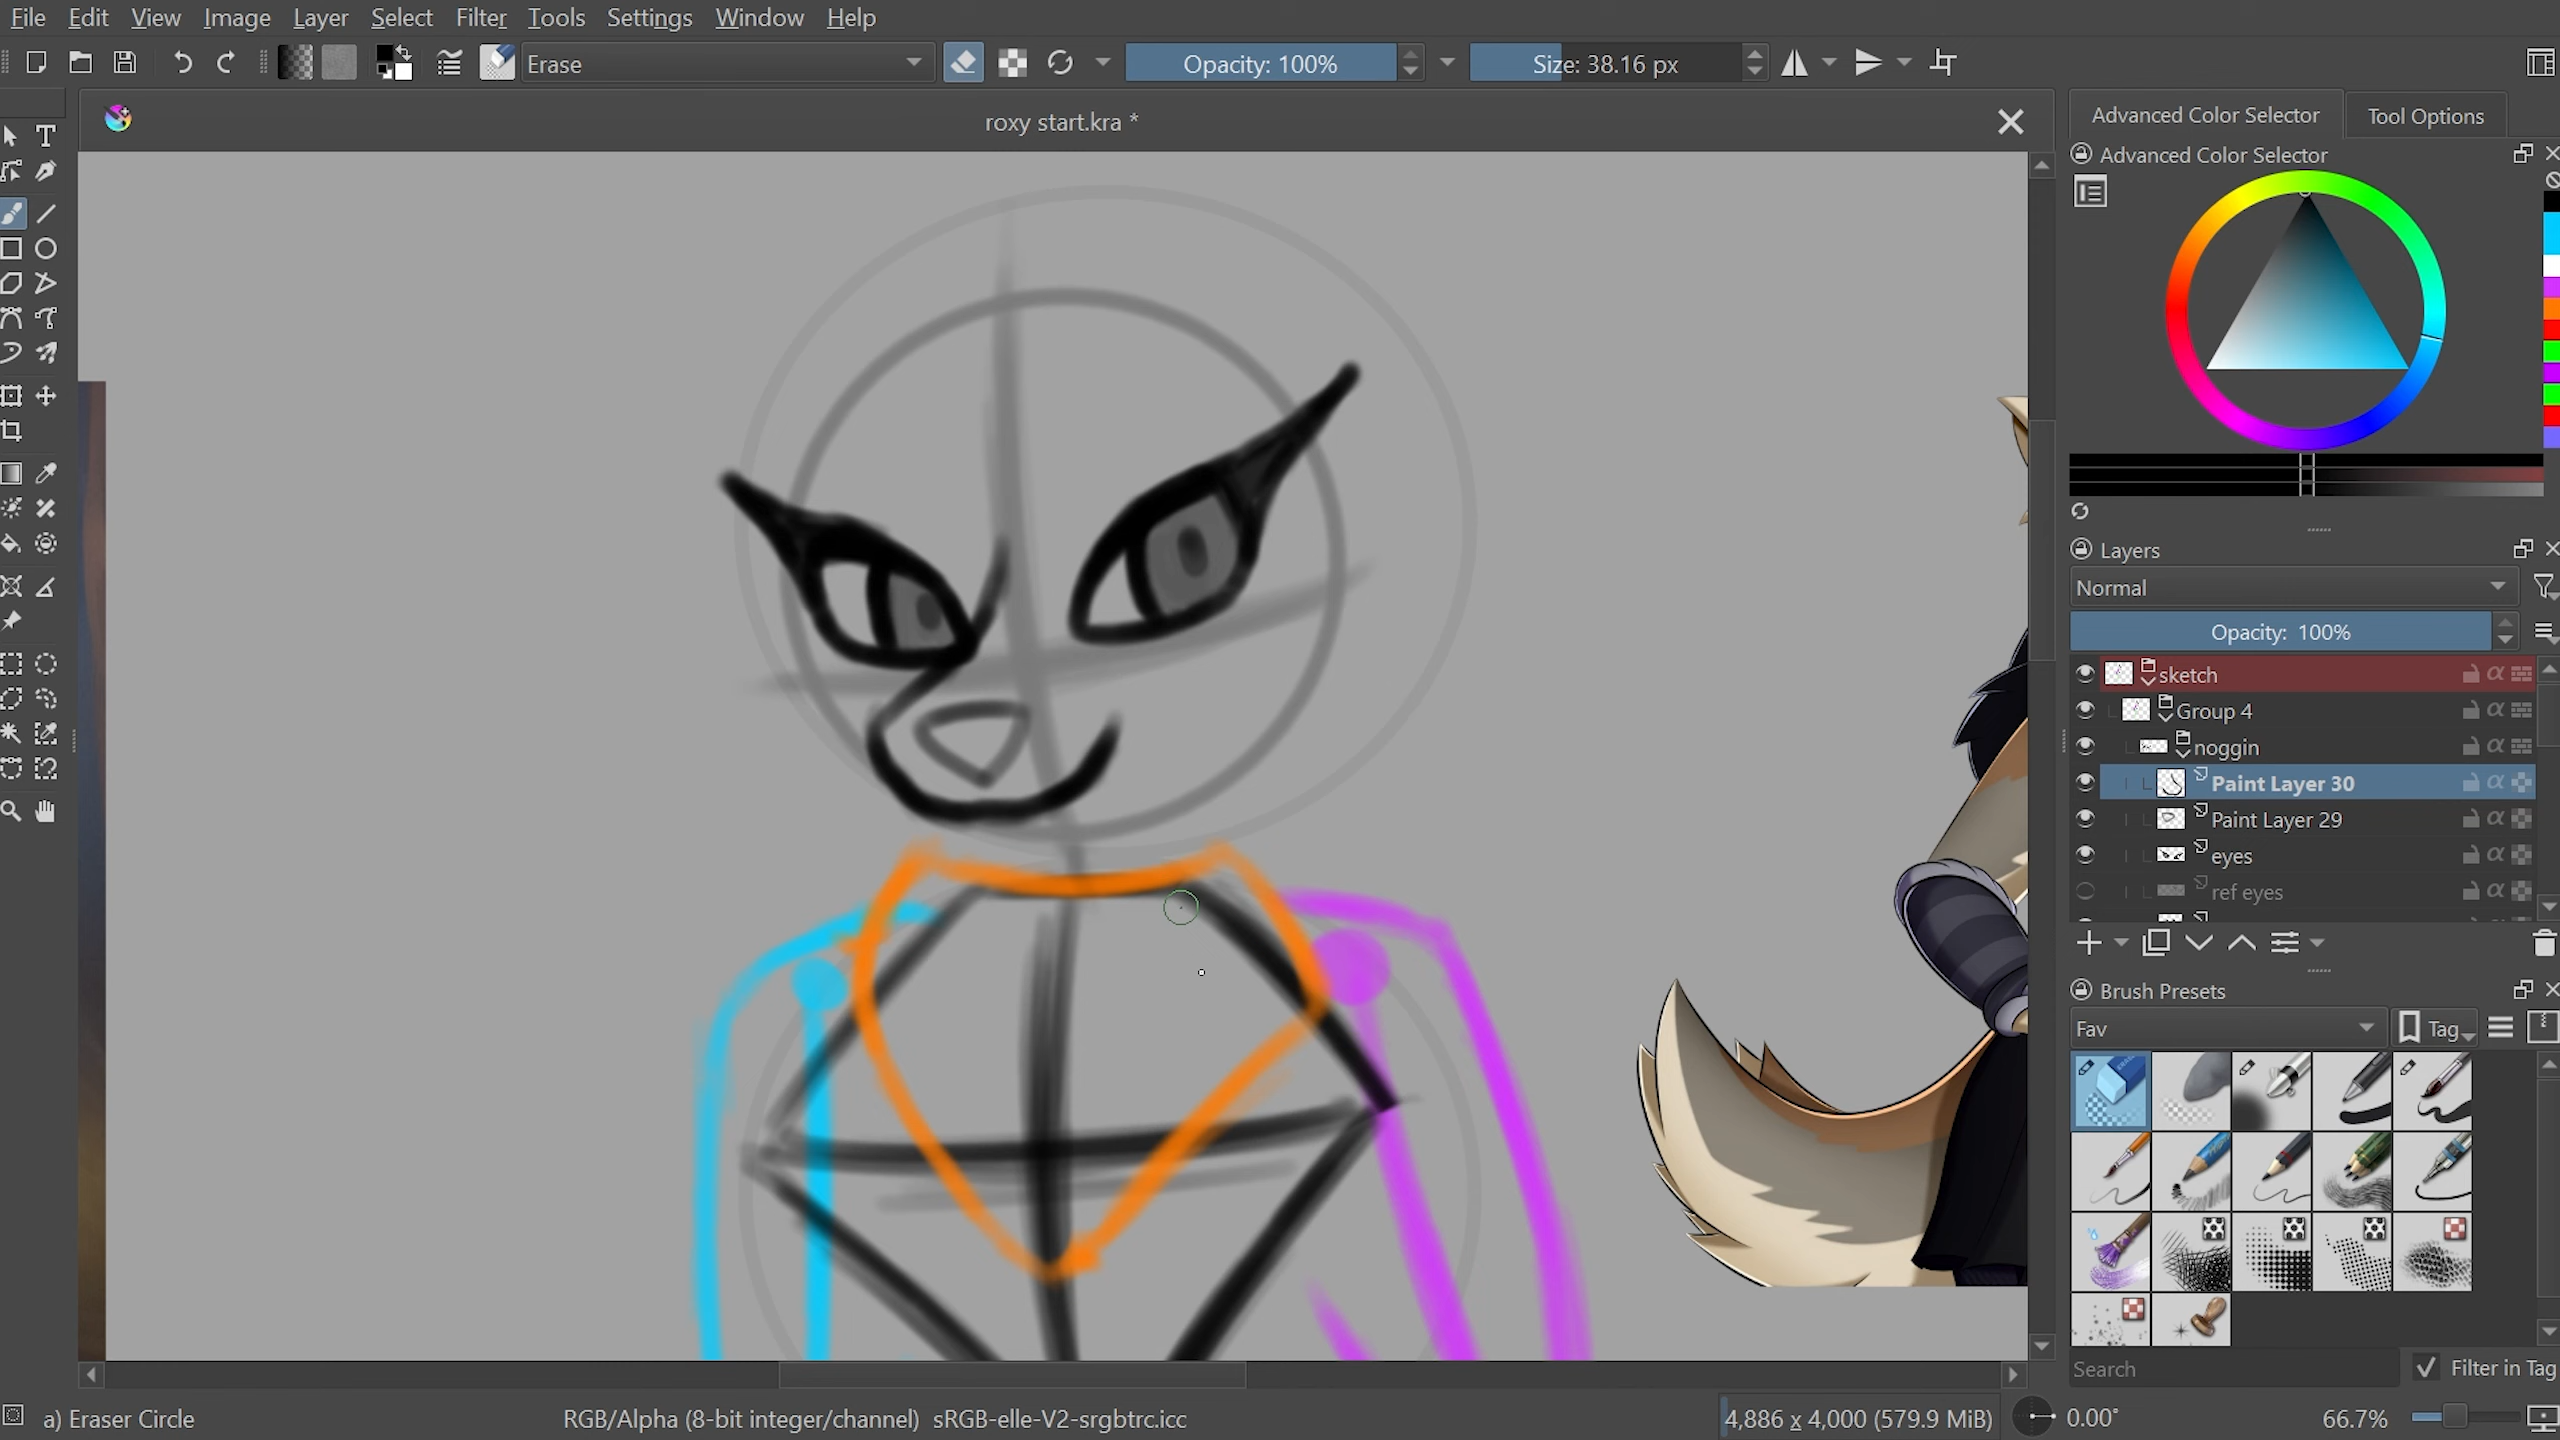 File Edit View Image Layer Select Filter Tools Settings Window Help
Erase Opacity: 100% Size: 38.16 px
roxy start.kra *
Advanced Color Selector Tool Options
Advanced Color Selector
Layers
Normal
Opacity: 100%
sketch
Group 4
noggin
Paint Layer 30
Paint Layer 29
eyes
ref eyes
Brush Presets
Fav Tag
Search Filter in Tag
a) Eraser Circle RGB/Alpha (8-bit integer/channel) sRGB-elle-V2-srgbtrc.icc 4,886 x 4,000 (579.9 MiB) 0.00° 66.7%